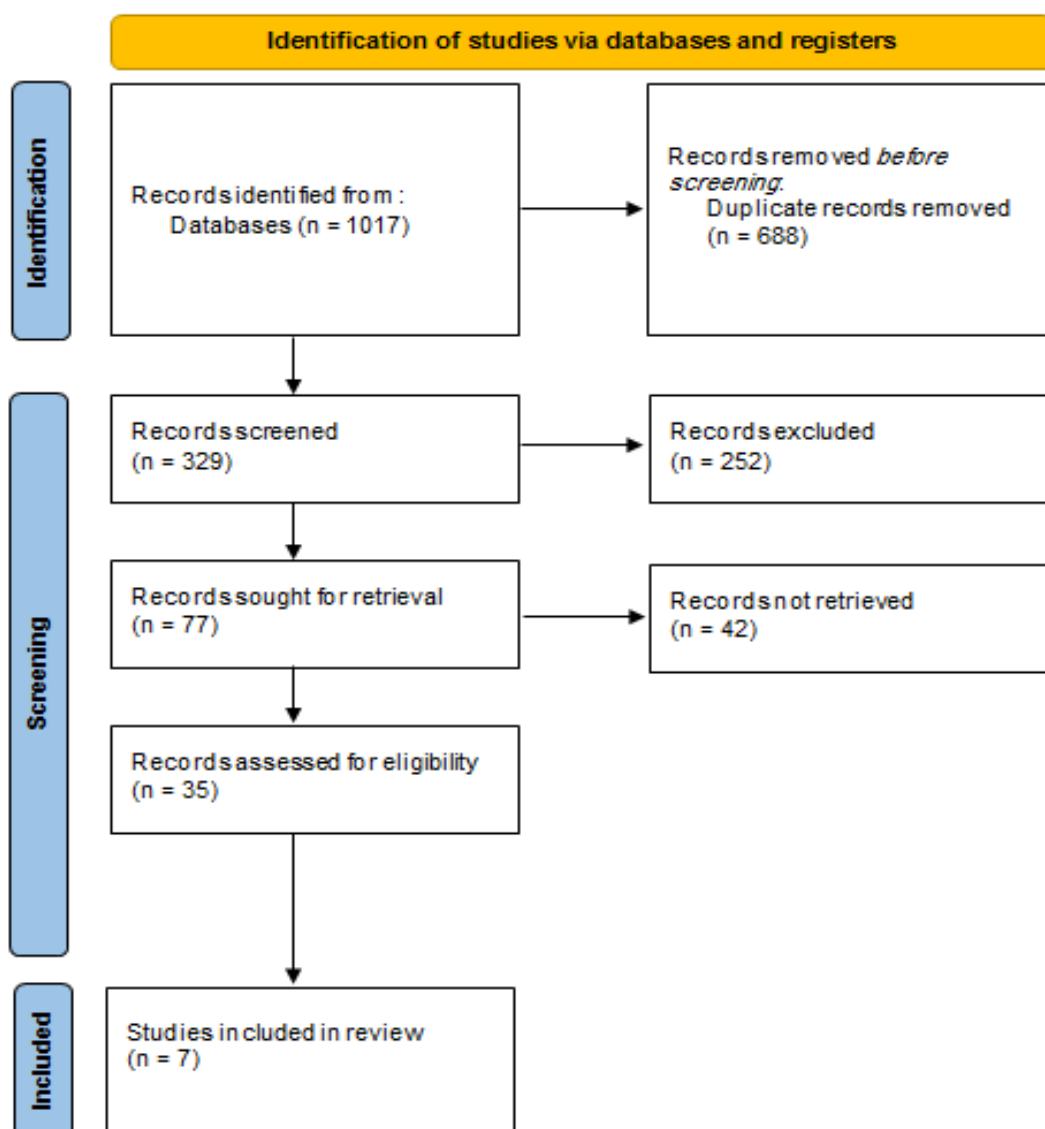 Identification of studies via databases and registers
Identification
Records identified from :
Databases (n = 1017)
Records removed before
screening:
Duplicate records removed
(n = 688)
Screening
Records screened
(n = 329)
Records excluded
(n = 252)
Records sought for retrieval
(n = 77)
Records not retrieved
(n = 42)
Records assessed for eligibility
(n = 35)
Included
Studies included in review
(n = 7)